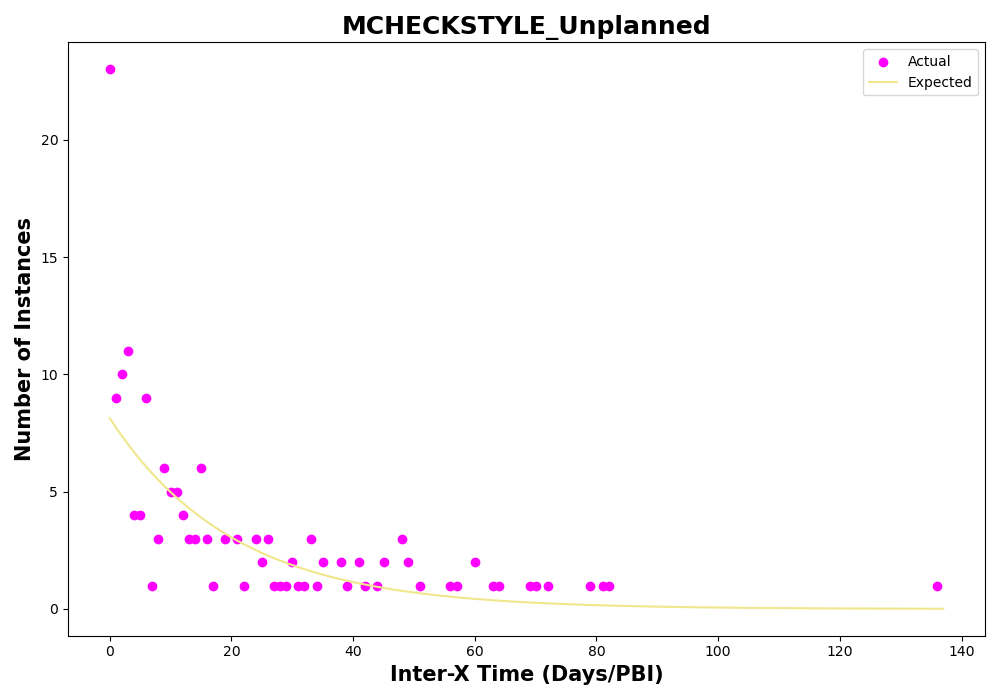 MCHECKSTYLE_Unplanned
Actual
Expected
Number of Instances
20
15
10
5
0
0 20 40 60 80 100 120 140
Inter-X Time (Days/PBI)